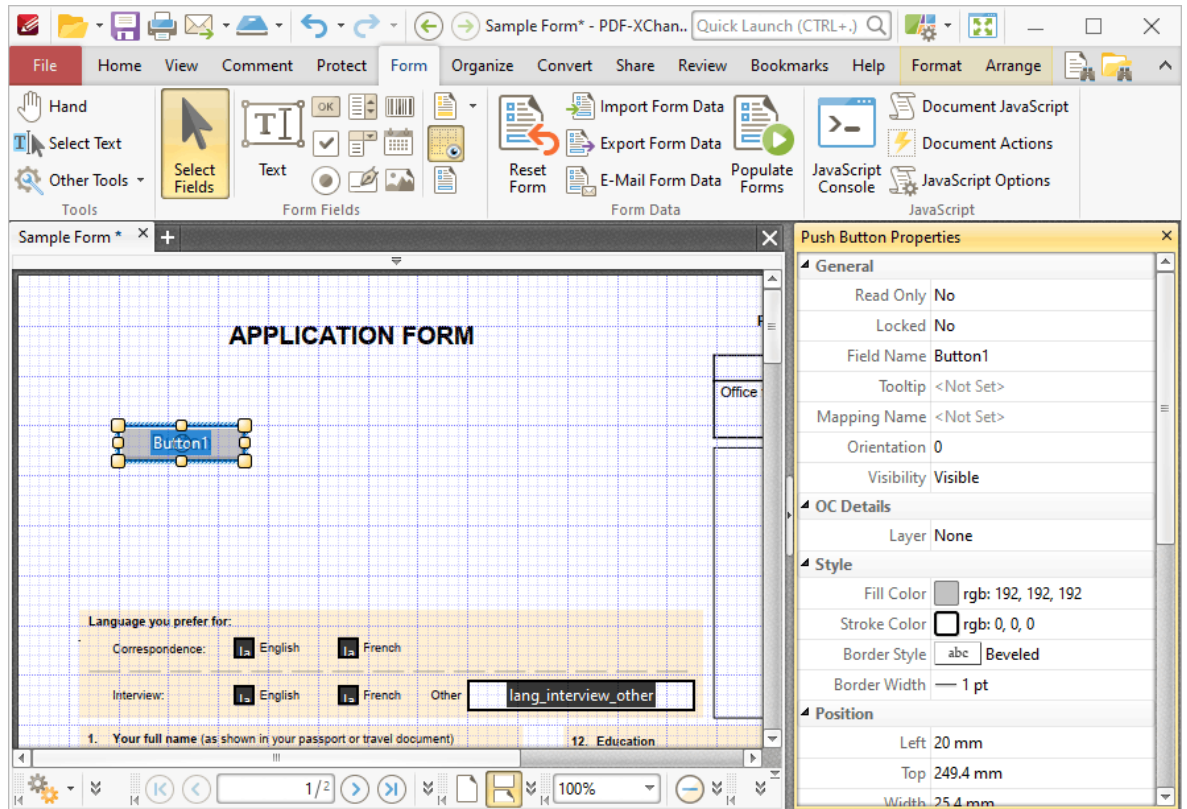 Sample Form* - PDF-XChan.. Quick Launch (CTRL+.)
File Home View Comment Protect Form Organize Convert Share Review Bookmarks Help Format Arrange
Hand
Select Text
Other Tools
Tools
Select Fields
Text
OK
Form Fields
Reset Form
Import Form Data
Export Form Data
E-Mail Form Data
Populate Forms
Form Data
JavaScript Console
Document JavaScript
Document Actions
JavaScript Options
JavaScript
Sample Form *
APPLICATION FORM
Office
Button1
Language you prefer for:
Correspondence: English French
Interview: English French Other lang_interview_other
1. Your full name (as shown in your passport or travel document)
12. Education
1/2
100%
Push Button Properties
General
Read Only No
Locked No
Field Name Button1
Tooltip <Not Set>
Mapping Name <Not Set>
Orientation 0
Visibility Visible
OC Details
Layer None
Style
Fill Color rgb: 192, 192, 192
Stroke Color rgb: 0, 0, 0
Border Style abc Beveled
Border Width 1 pt
Position
Left 20 mm
Top 249.4 mm
Width 25.4 mm